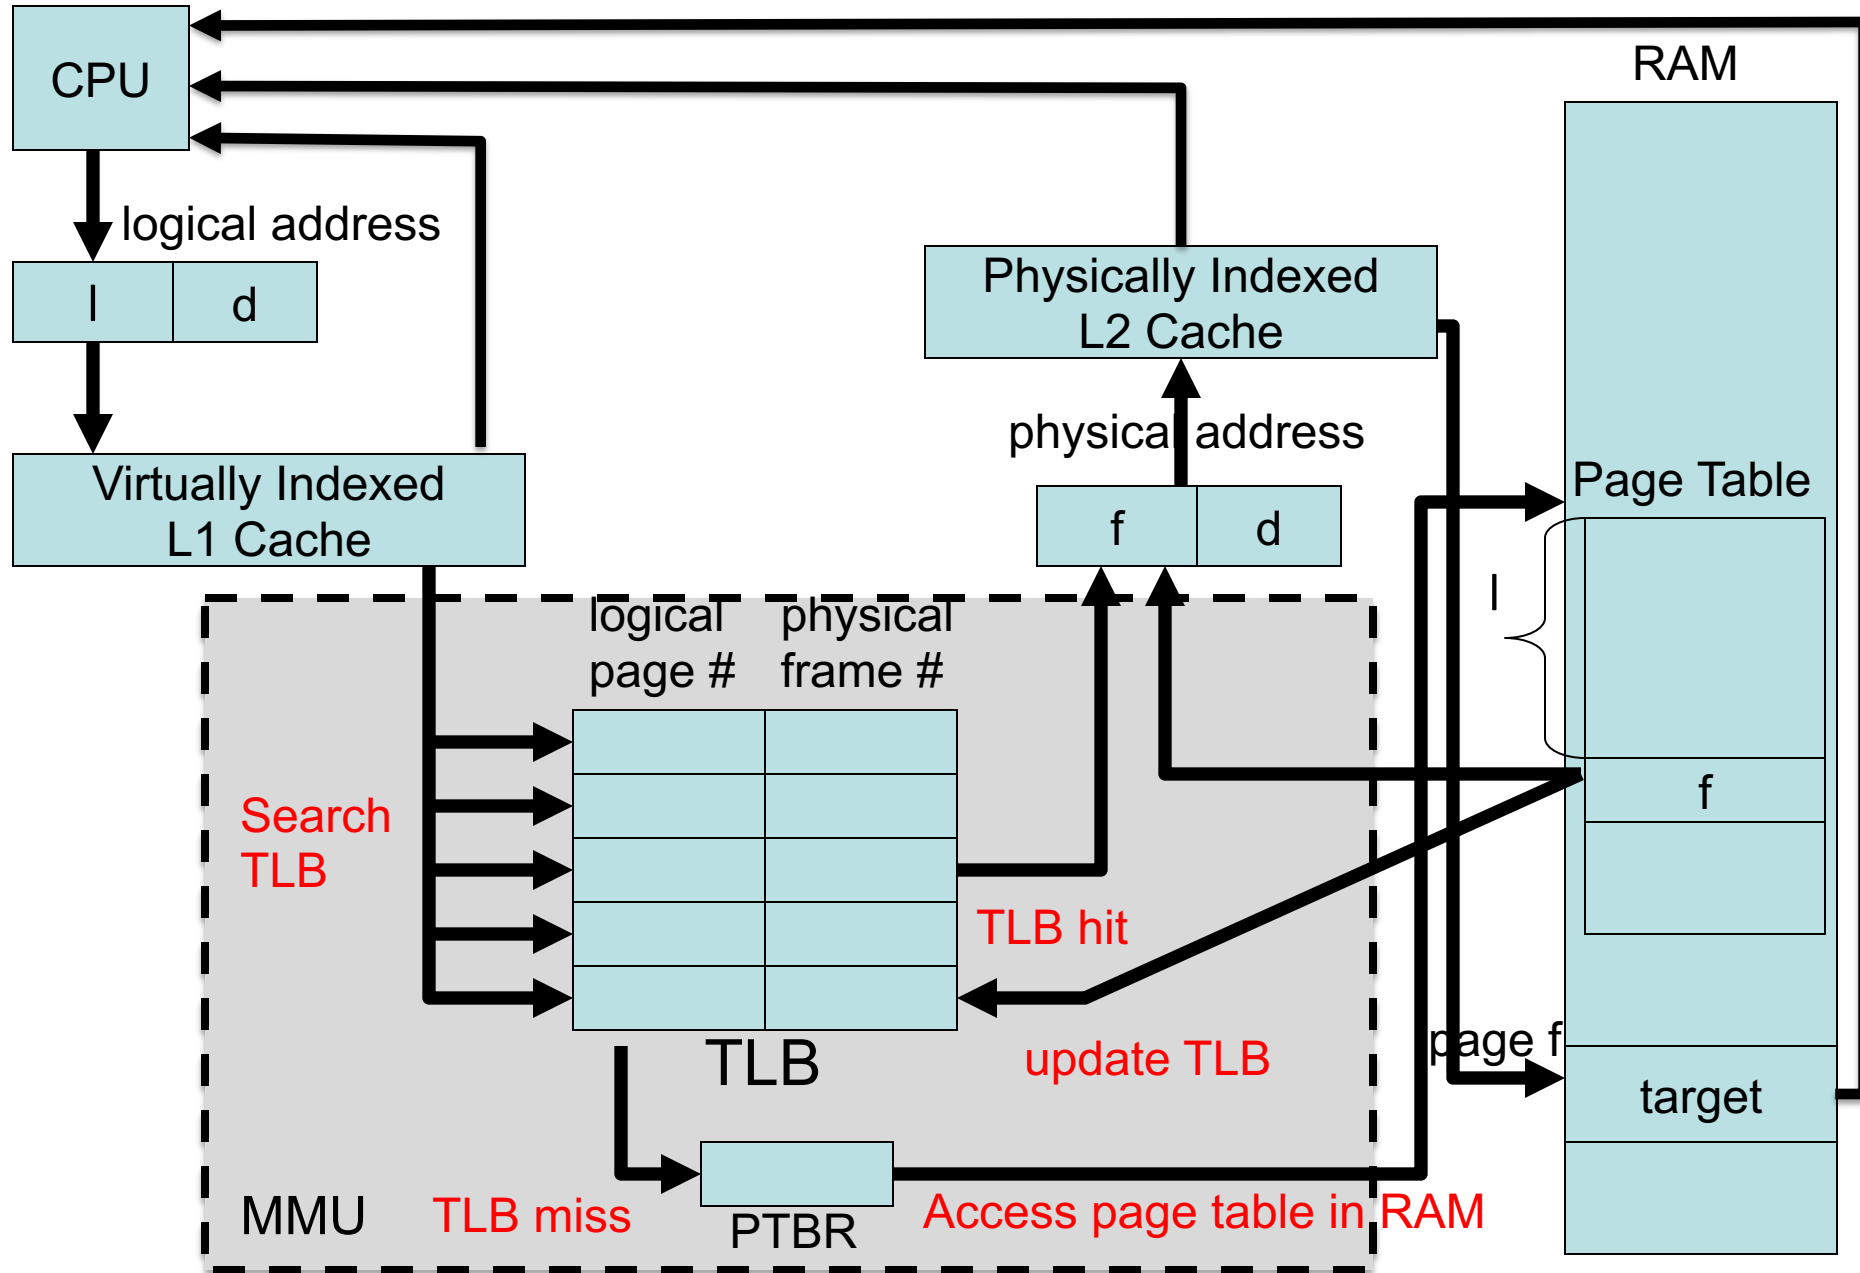 CPU
RAM
logical address
l d
Physically Indexed
L2 Cache
physical address
Virtually Indexed
L1 Cache
f d
Page Table
l
logical
page #
physical
frame #
f
Search
TLB
TLB hit
TLB
update TLB
page f
target
MMU
TLB miss
PTBR
Access page table in RAM